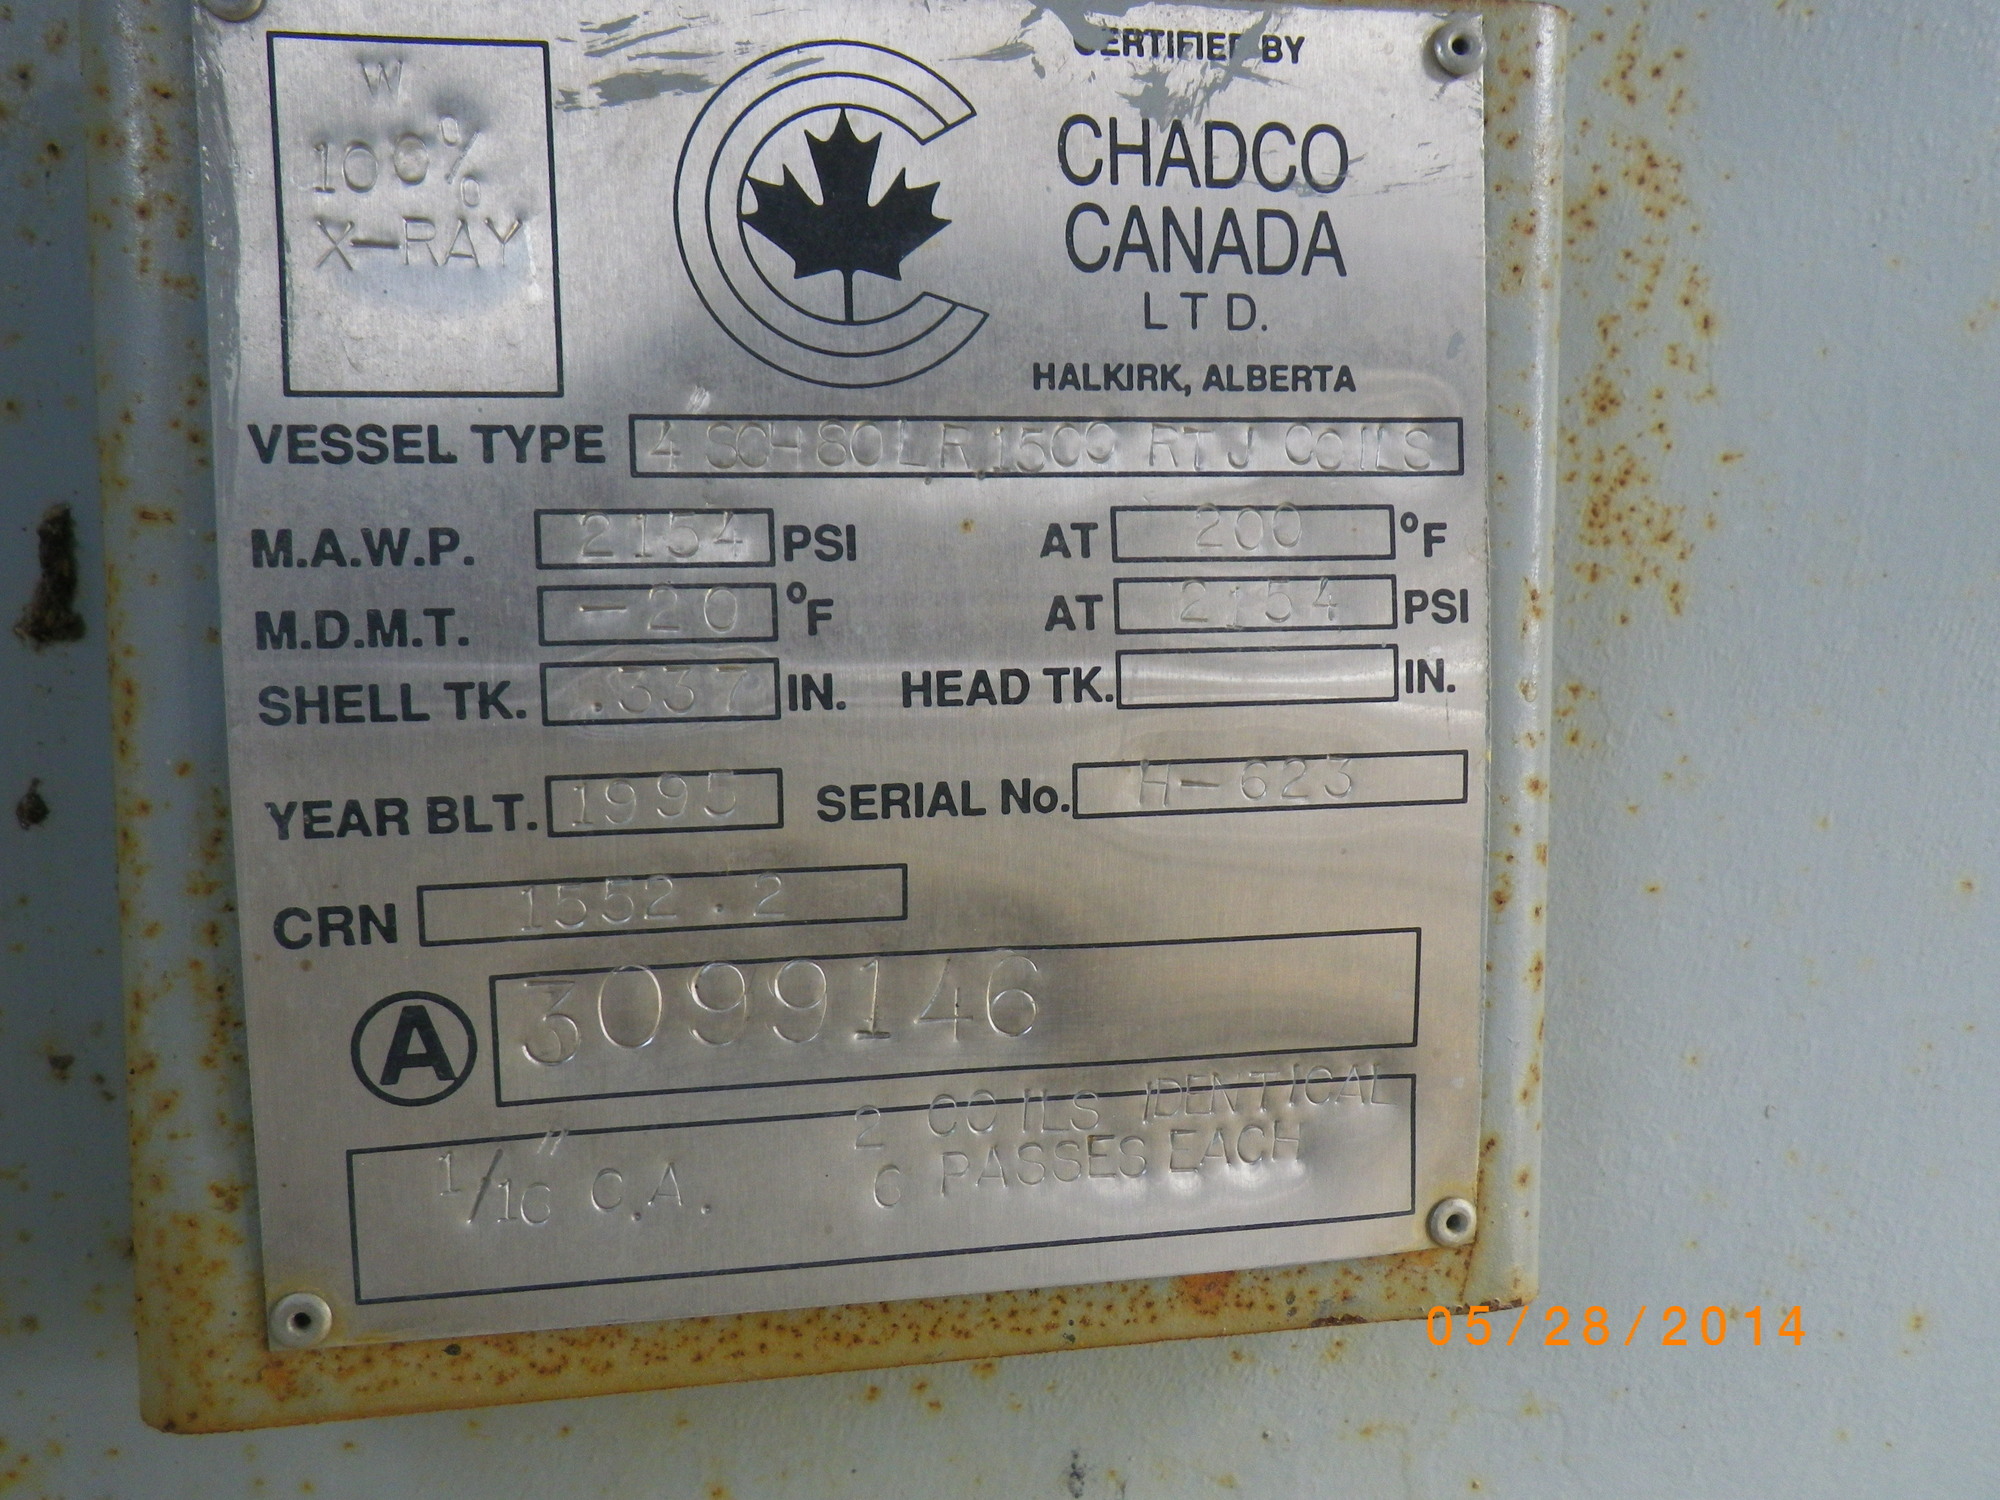 W
100%
X-RAY
CERTIFIED BY
CHADCO
CANADA
LTD.
HALKIRK, ALBERTA
VESSEL TYPE 4" SCH 80 LR 1500 RTJ COILS
M.A.W.P. 2154 PSI AT 200 °F
M.D.M.T. -20 °F AT 2154 PSI
SHELL TK. .337 IN. HEAD TK. IN.
YEAR BLT. 1995 SERIAL No. H-623
CRN 1552.2
A 3099146
1/16" C.A. 2 COILS IDENTICAL
6 PASSES EACH
05/28/2014